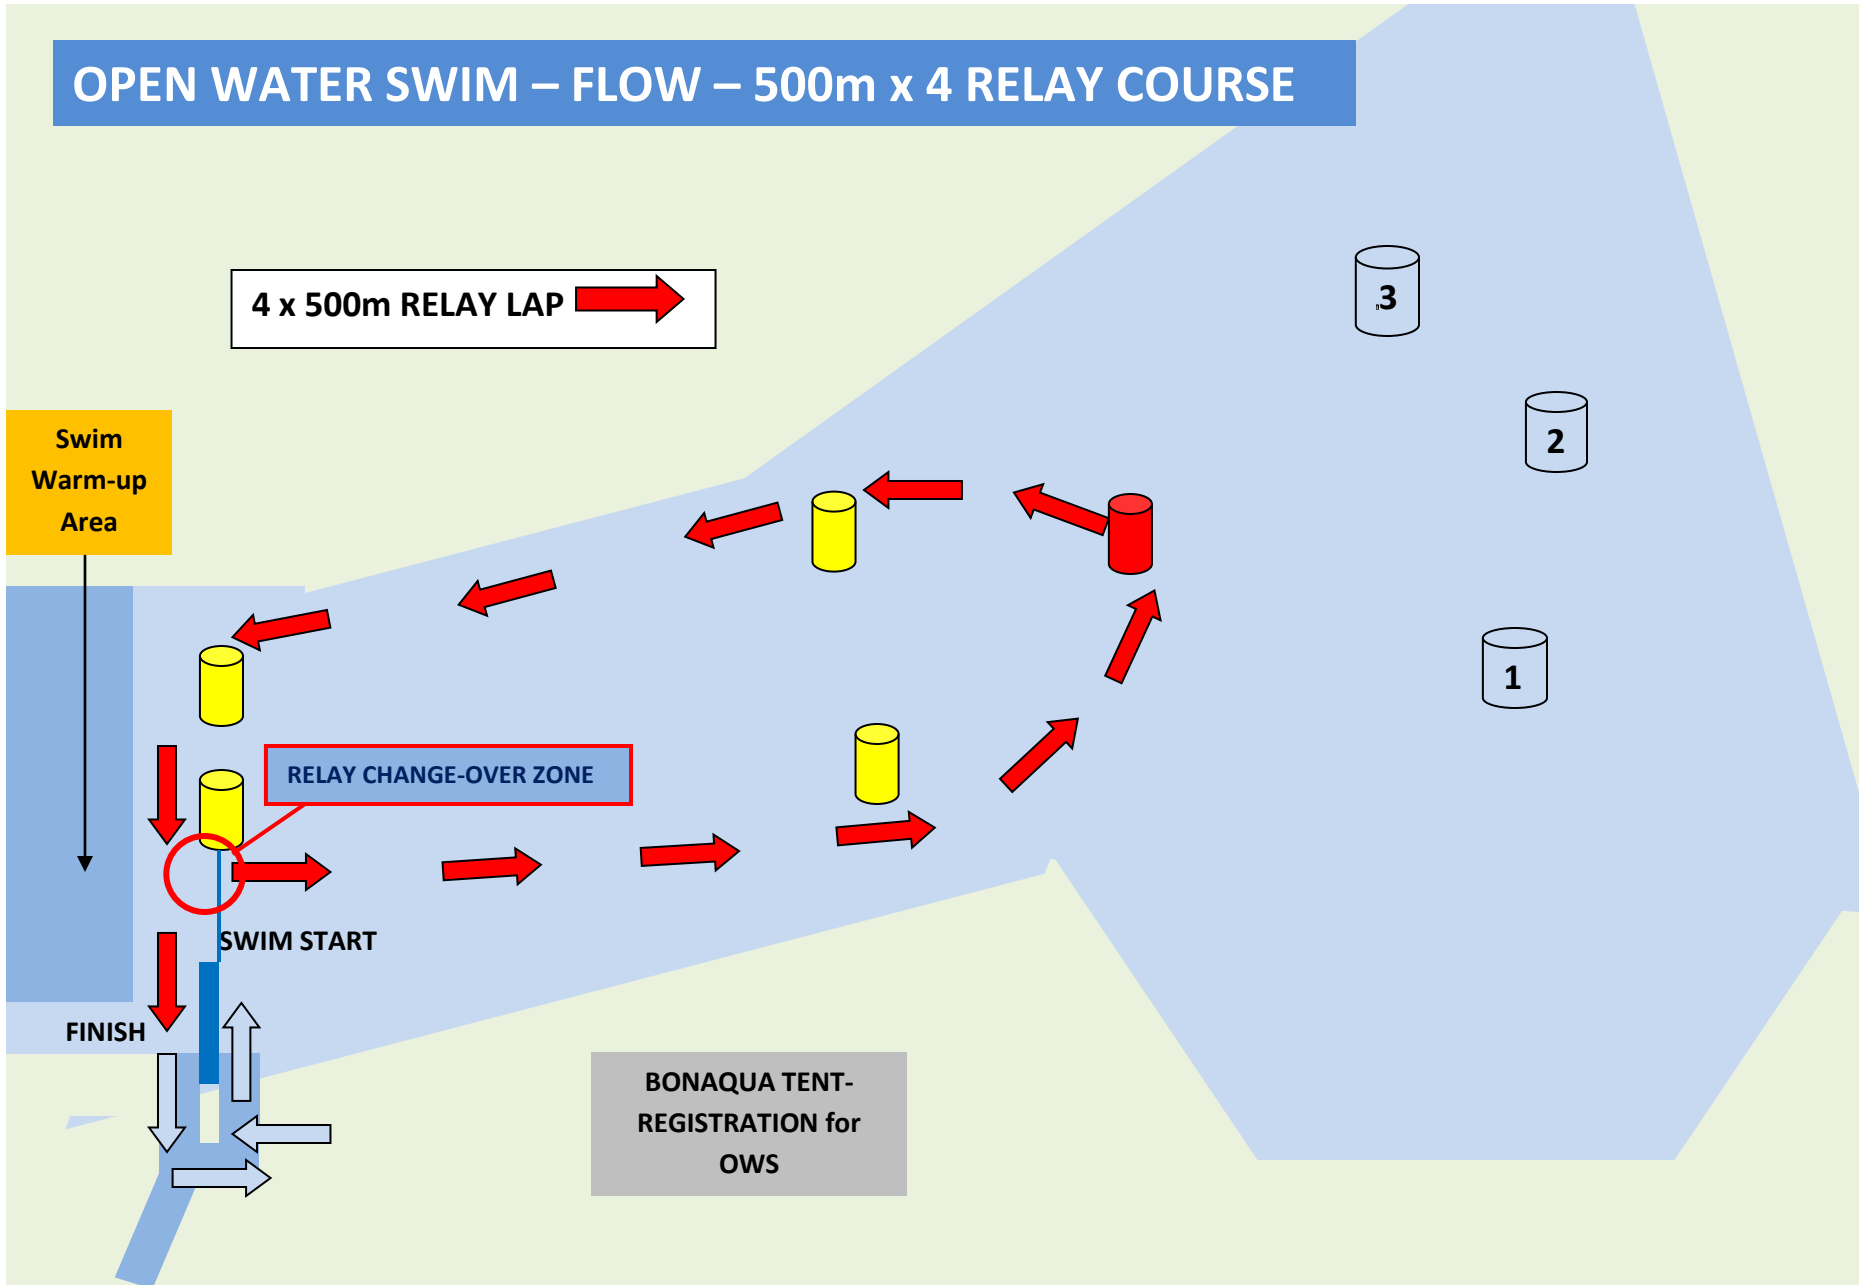 OPEN WATER SWIM – FLOW – 500m x 4 RELAY COURSE
4 x 500m RELAY LAP
3
Swim
Warm-up
Area
2
1
RELAY CHANGE-OVER ZONE
SWIM START
FINISH
BONAQUA TENT-
REGISTRATION for
OWS